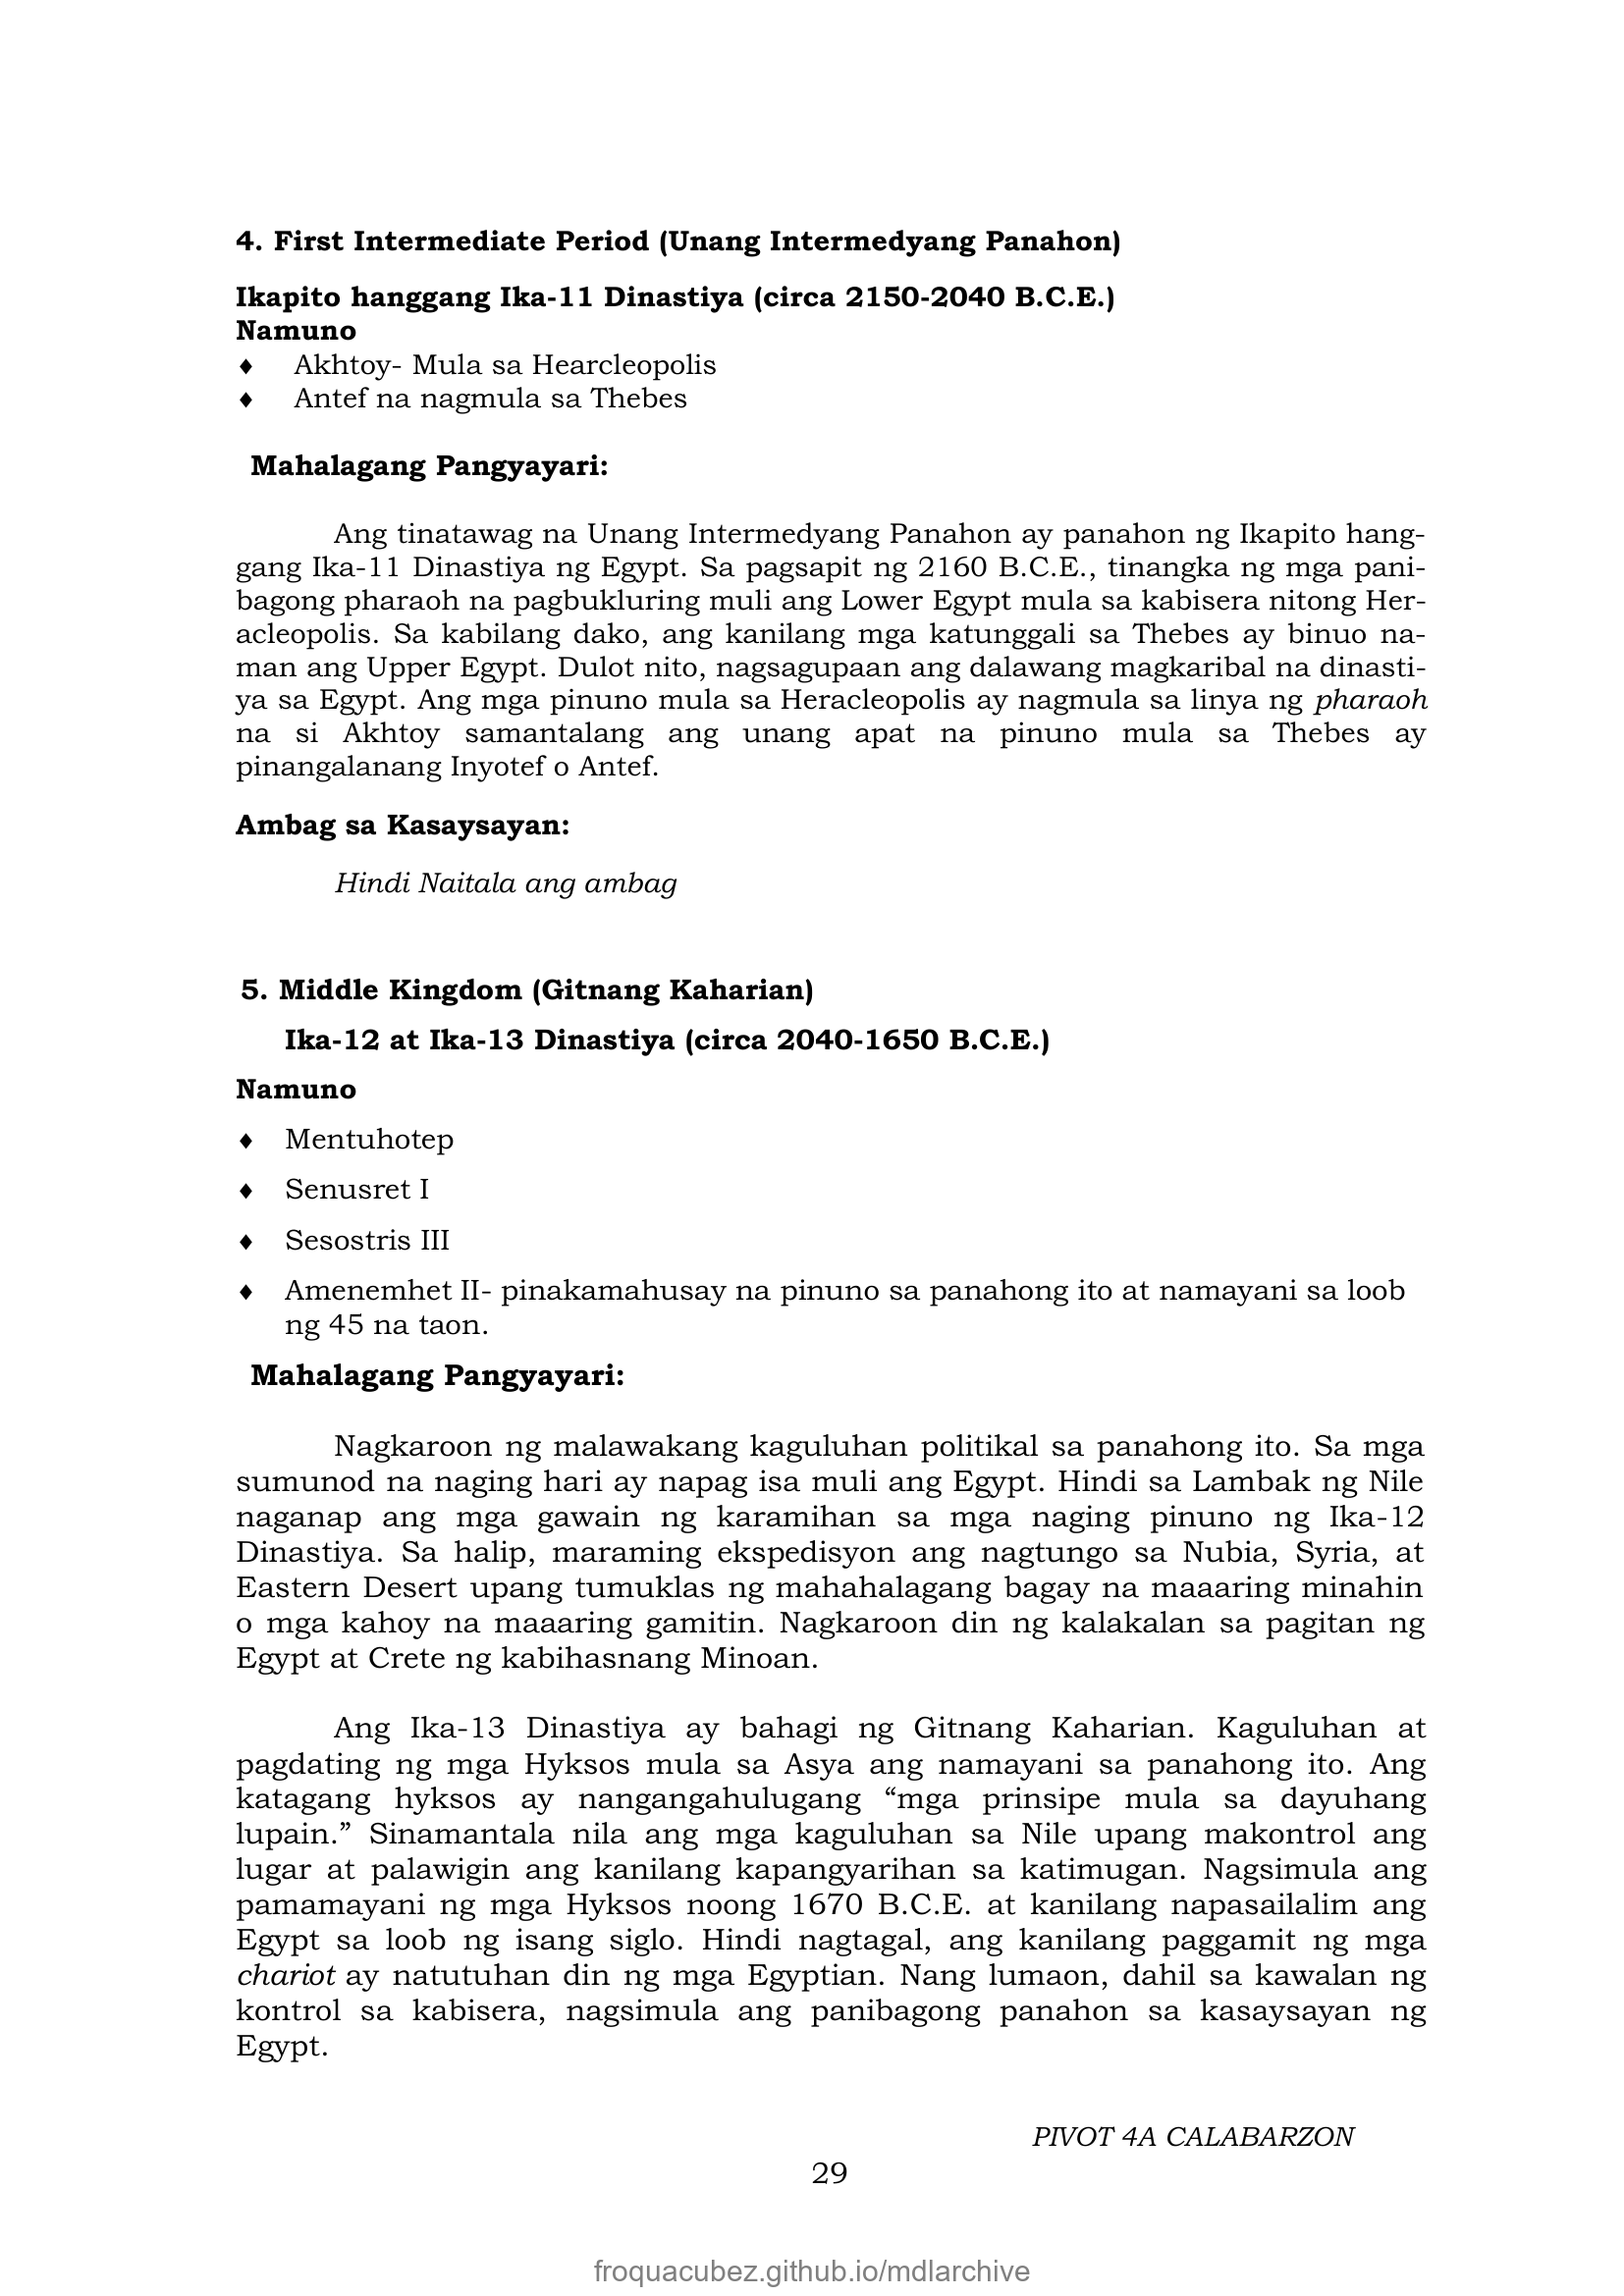 4. First Intermediate Period (Unang Intermedyang Panahon)
Ikapito hanggang Ika-11 Dinastiya (circa 2150-2040 B.C.E.)
Namuno
♦ Akhtoy- Mula sa Hearcleopolis
♦ Antef na nagmula sa Thebes
Mahalagang Pangyayari:
Ang tinatawag na Unang Intermedyang Panahon ay panahon ng Ikapito hang-
gang Ika-11 Dinastiya ng Egypt. Sa pagsapit ng 2160 B.C.E., tinangka ng mga pani-
bagong pharaoh na pagbukluring muli ang Lower Egypt mula sa kabisera nitong Her-
acleopolis. Sa kabilang dako, ang kanilang mga katunggali sa Thebes ay binuo na-
man ang Upper Egypt. Dulot nito, nagsagupaan ang dalawang magkaribal na dinasti-
ya sa Egypt. Ang mga pinuno mula sa Heracleopolis ay nagmula sa linya ng pharaoh
na si Akhtoy samantalang ang unang apat na pinuno mula sa Thebes ay
pinangalanang Inyotef o Antef.
Ambag sa Kasaysayan:
Hindi Naitala ang ambag
5. Middle Kingdom (Gitnang Kaharian)
Ika-12 at Ika-13 Dinastiya (circa 2040-1650 B.C.E.)
Namuno
♦ Mentuhotep
♦ Senusret I
♦ Sesostris III
♦ Amenemhet II- pinakamahusay na pinuno sa panahong ito at namayani sa loob
ng 45 na taon.
Mahalagang Pangyayari:
Nagkaroon ng malawakang kaguluhan politikal sa panahong ito. Sa mga
sumunod na naging hari ay napag isa muli ang Egypt. Hindi sa Lambak ng Nile
naganap ang mga gawain ng karamihan sa mga naging pinuno ng Ika-12
Dinastiya. Sa halip, maraming ekspedisyon ang nagtungo sa Nubia, Syria, at
Eastern Desert upang tumuklas ng mahahalagang bagay na maaaring minahin
o mga kahoy na maaaring gamitin. Nagkaroon din ng kalakalan sa pagitan ng
Egypt at Crete ng kabihasnang Minoan.
Ang Ika-13 Dinastiya ay bahagi ng Gitnang Kaharian. Kaguluhan at
pagdating ng mga Hyksos mula sa Asya ang namayani sa panahong ito. Ang
katagang hyksos ay nangangahulugang “mga prinsipe mula sa dayuhang
lupain.” Sinamantala nila ang mga kaguluhan sa Nile upang makontrol ang
lugar at palawigin ang kanilang kapangyarihan sa katimugan. Nagsimula ang
pamamayani ng mga Hyksos noong 1670 B.C.E. at kanilang napasailalim ang
Egypt sa loob ng isang siglo. Hindi nagtagal, ang kanilang paggamit ng mga
chariot ay natutuhan din ng mga Egyptian. Nang lumaon, dahil sa kawalan ng
kontrol sa kabisera, nagsimula ang panibagong panahon sa kasaysayan ng
Egypt.
PIVOT 4A CALABARZON
29
froquacubez.github.io/mdlarchive